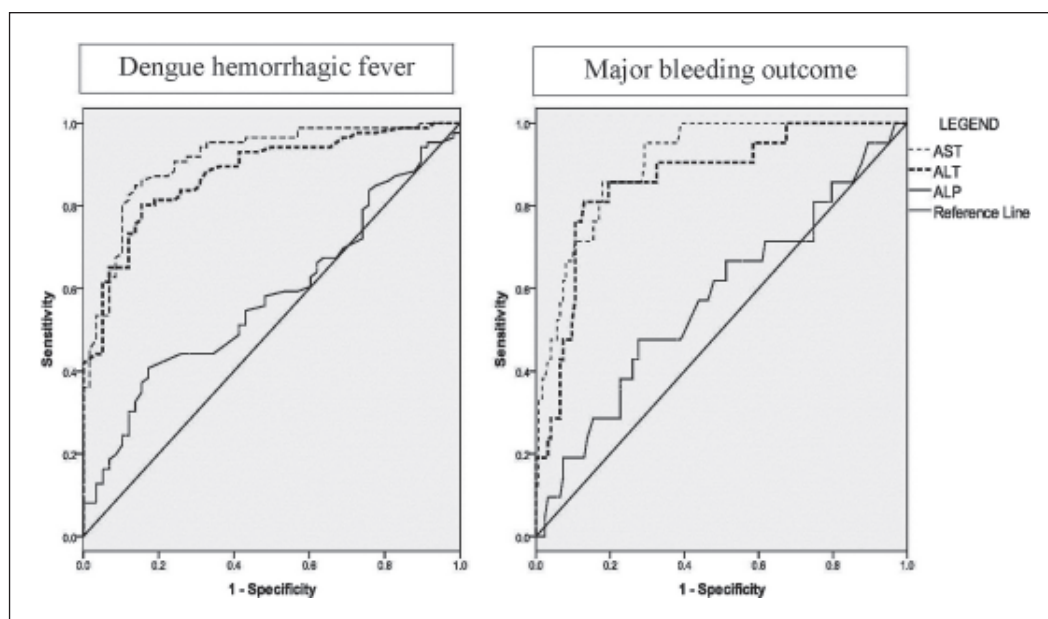 Dengue hemorrhagic fever
Major bleeding outcome
1.0
0.8
0.6
0.4
0.2
0.0
Sensitivity
0.0
0.2
0.4
0.6
0.8
1.0
1 - Specificity
1.0
0.8
0.6
0.4
0.2
0.0
Sensitivity
0.0
0.2
0.4
0.6
0.8
1.0
1 - Specificity
LEGEND
AST
ALT
ALP
Reference Line